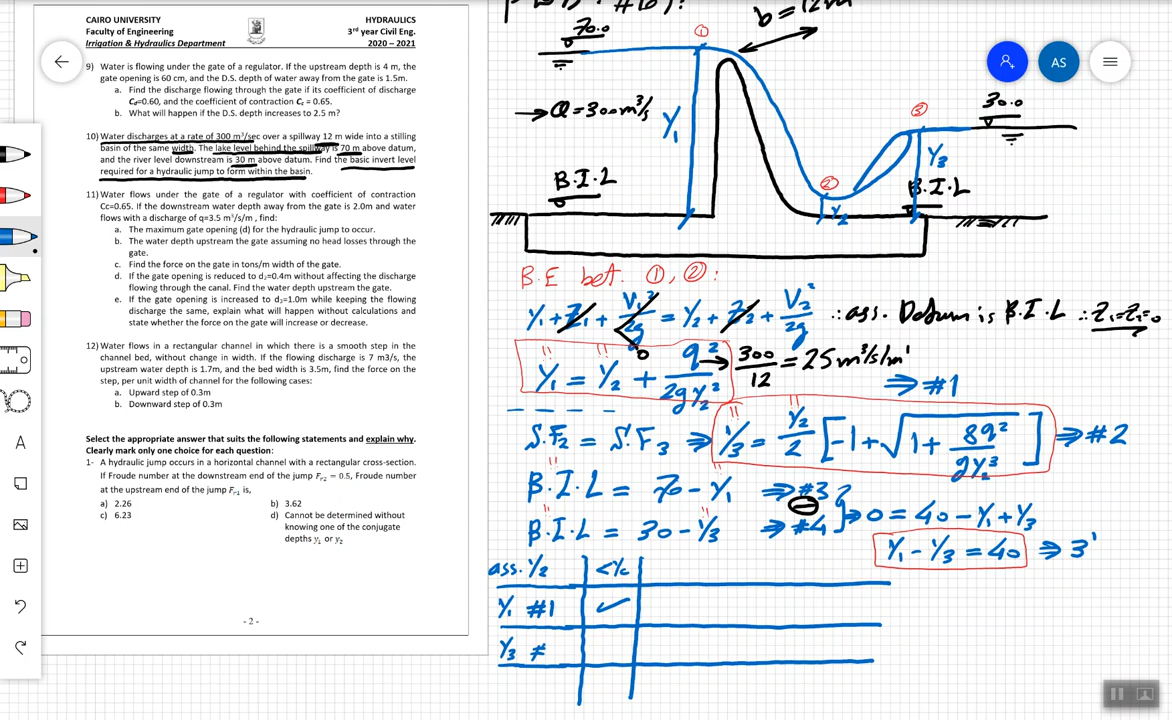 CAIRO UNIVERSITY
Faculty of Engineering
Irrigation & Hydraulics Department
HYDRAULICS
3rd year Civil Eng.
2020 – 2021
9) Water is flowing under the gate of a regulator. If the upstream depth is 4 m, the
gate opening is 60 cm, and the D.S. depth of water away from the gate is 1.5m.
a. Find the discharge flowing through the gate if its coefficient of discharge
Cd=0.60, and the coefficient of contraction Cc = 0.65.
b. What will happen if the D.S depth increases to 2.5 m?
10) Water discharges at a rate of 300 m³/sec over a spillway 12 m wide into a stilling
basin of the same width. The lake level behind the spillway is 70 m above datum,
and the river level downstream is 30 m above datum. Find the basic invert level
required for a hydraulic jump to form within the basin.
11) Water flows under the gate of a regulator with coefficient of contraction
Cc=0.65. If the downstream water depth away from the gate is 2.0m and water
flows with a discharge of q=3.5 m³/s/m , find:
a. The maximum gate opening (d) for the hydraulic jump to occur.
b. The water depth upstream the gate assuming no head losses through the
gate.
c. Find the force on the gate in tons/m width of the gate.
d. If the gate opening is reduced to d2=0.4m without affecting the discharge
flowing through the canal. Find the water depth upstream the gate.
e. If the gate opening is increased to d3=1.0m while keeping the flowing
discharge the same, explain what will happen without calculations and
state whether the force on the gate will increase or decrease.
12) Water flows in a rectangular channel in which there is a smooth step in the
channel bed, without change in width. If the flowing discharge is 7 m3/s, the
upstream water depth is 1.7m, and the bed width is 3.5m, find the force on the
step, per unit width of channel for the following cases:
a. Upward step of 0.3m
b. Downward step of 0.3m
Select the appropriate answer that suits the following statements and explain why.
Clearly mark only one choice for each question:
1- A hydraulic jump occurs in a horizontal channel with a rectangular cross-section.
If Froude number at the downstream end of the jump Fr2 = 0.5, Froude number
at the upstream end of the jump Fr1 is,
a) 2.26
b) 3.62
c) 6.23
d) Cannot be determined without
knowing one of the conjugate
depths y1 or y2
- 2 -
b = 12m
70.0
①
→ Q = 300 m³/s
Y1
30.0
③
Y3
②
B.I.L
B.I.L
Y2
B.E bet. ①, ② :
Y1 + Z1 + V1²/2g = Y2 + Z2 + V2²/2g ∴ ass. Datum is B.I.L ∴ Z1=Z2=0
0
Y1 = Y2 + q²/2gY2² → 300/12 = 25 m³/s/m'
⇒ #1
S.F2 = S.F3 ⇒ Y3 = Y2/2 [-1 + √1 + 8q²/gY2³] ⇒ #2
B.I.L = 70 - Y1 ⇒ #3
B.I.L = 30 - Y3 ⇒ #4
⇒ 0 = 40 - Y1 + Y3
Y1 - Y3 = 40 ⇒ 3'
ass. Y2 <Yc
Y1 #1 ✓
Y3 #
AS
A